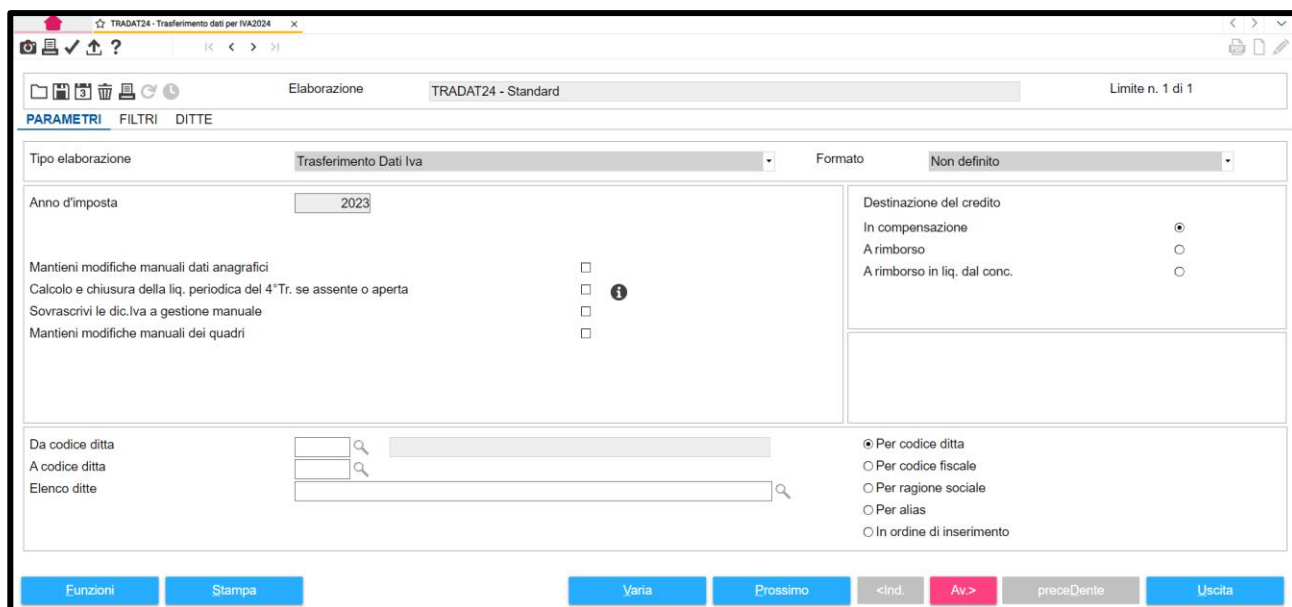 TRADAT24 - Trasferimento dati per IVA2024
Elaborazione TRADAT24 - Standard Limite n. 1 di 1
PARAMETRI FILTRI DITTE
Tipo elaborazione Trasferimento Dati Iva Formato Non definito
Anno d'imposta 2023
Mantieni modifiche manuali dati anagrafici
Calcolo e chiusura della liq. periodica del 4°Tr. se assente o aperta
Sovrascrivi le dic.Iva a gestione manuale
Mantieni modifiche manuali dei quadri
Destinazione del credito
In compensazione
A rimborso
A rimborso in liq. dal conc.
Da codice ditta
A codice ditta
Elenco ditte
Per codice ditta
Per codice fiscale
Per ragione sociale
Per alias
In ordine di inserimento
Funzioni Stampa Varia Prossimo <Ind. Av.> preceDente Uscita